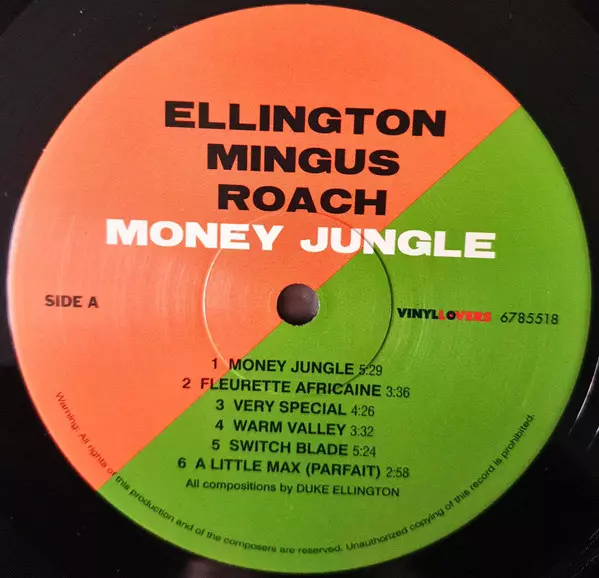 ELLINGTON
MINGUS
ROACH
MONEY JUNGLE
SIDE A
VINYLLOVERS 6785518
1 MONEY JUNGLE 5:29
2 FLEURETTE AFRICAINE 3:36
3 VERY SPECIAL 4:26
4 WARM VALLEY 3:32
5 SWITCH BLADE 5:24
6 A LITTLE MAX (PARFAIT) 2:58
All compositions by DUKE ELLINGTON
Warning: All rights of this production and of the composers are reserved. Unauthorized copying of this record is prohibited.